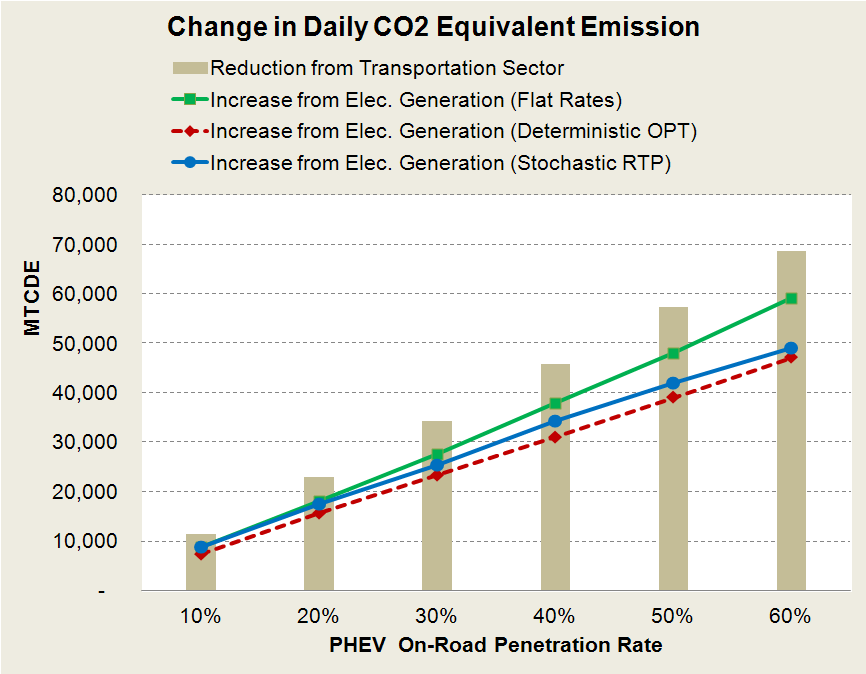 Change in Daily CO2 Equivalent Emission
Reduction from Transportation Sector
Increase from Elec. Generation (Flat Rates)
Increase from Elec. Generation (Deterministic OPT)
Increase from Elec. Generation (Stochastic RTP)
80,000
70,000
60,000
50,000
40,000
30,000
20,000
10,000
-
MTCDE
10% 20% 30% 40% 50% 60%
PHEV On-Road Penetration Rate